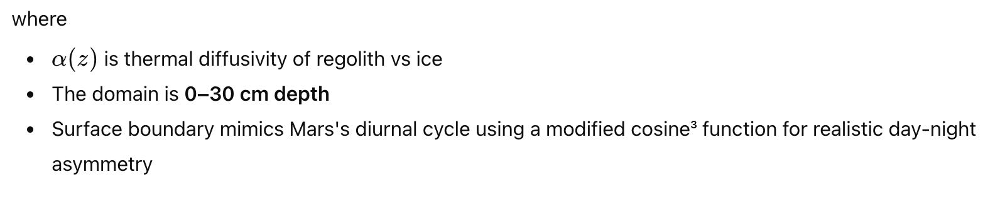 where
• α(z) is thermal diffusivity of regolith vs ice
• The domain is 0–30 cm depth
• Surface boundary mimics Mars's diurnal cycle using a modified cosine³ function for realistic day-night
asymmetry